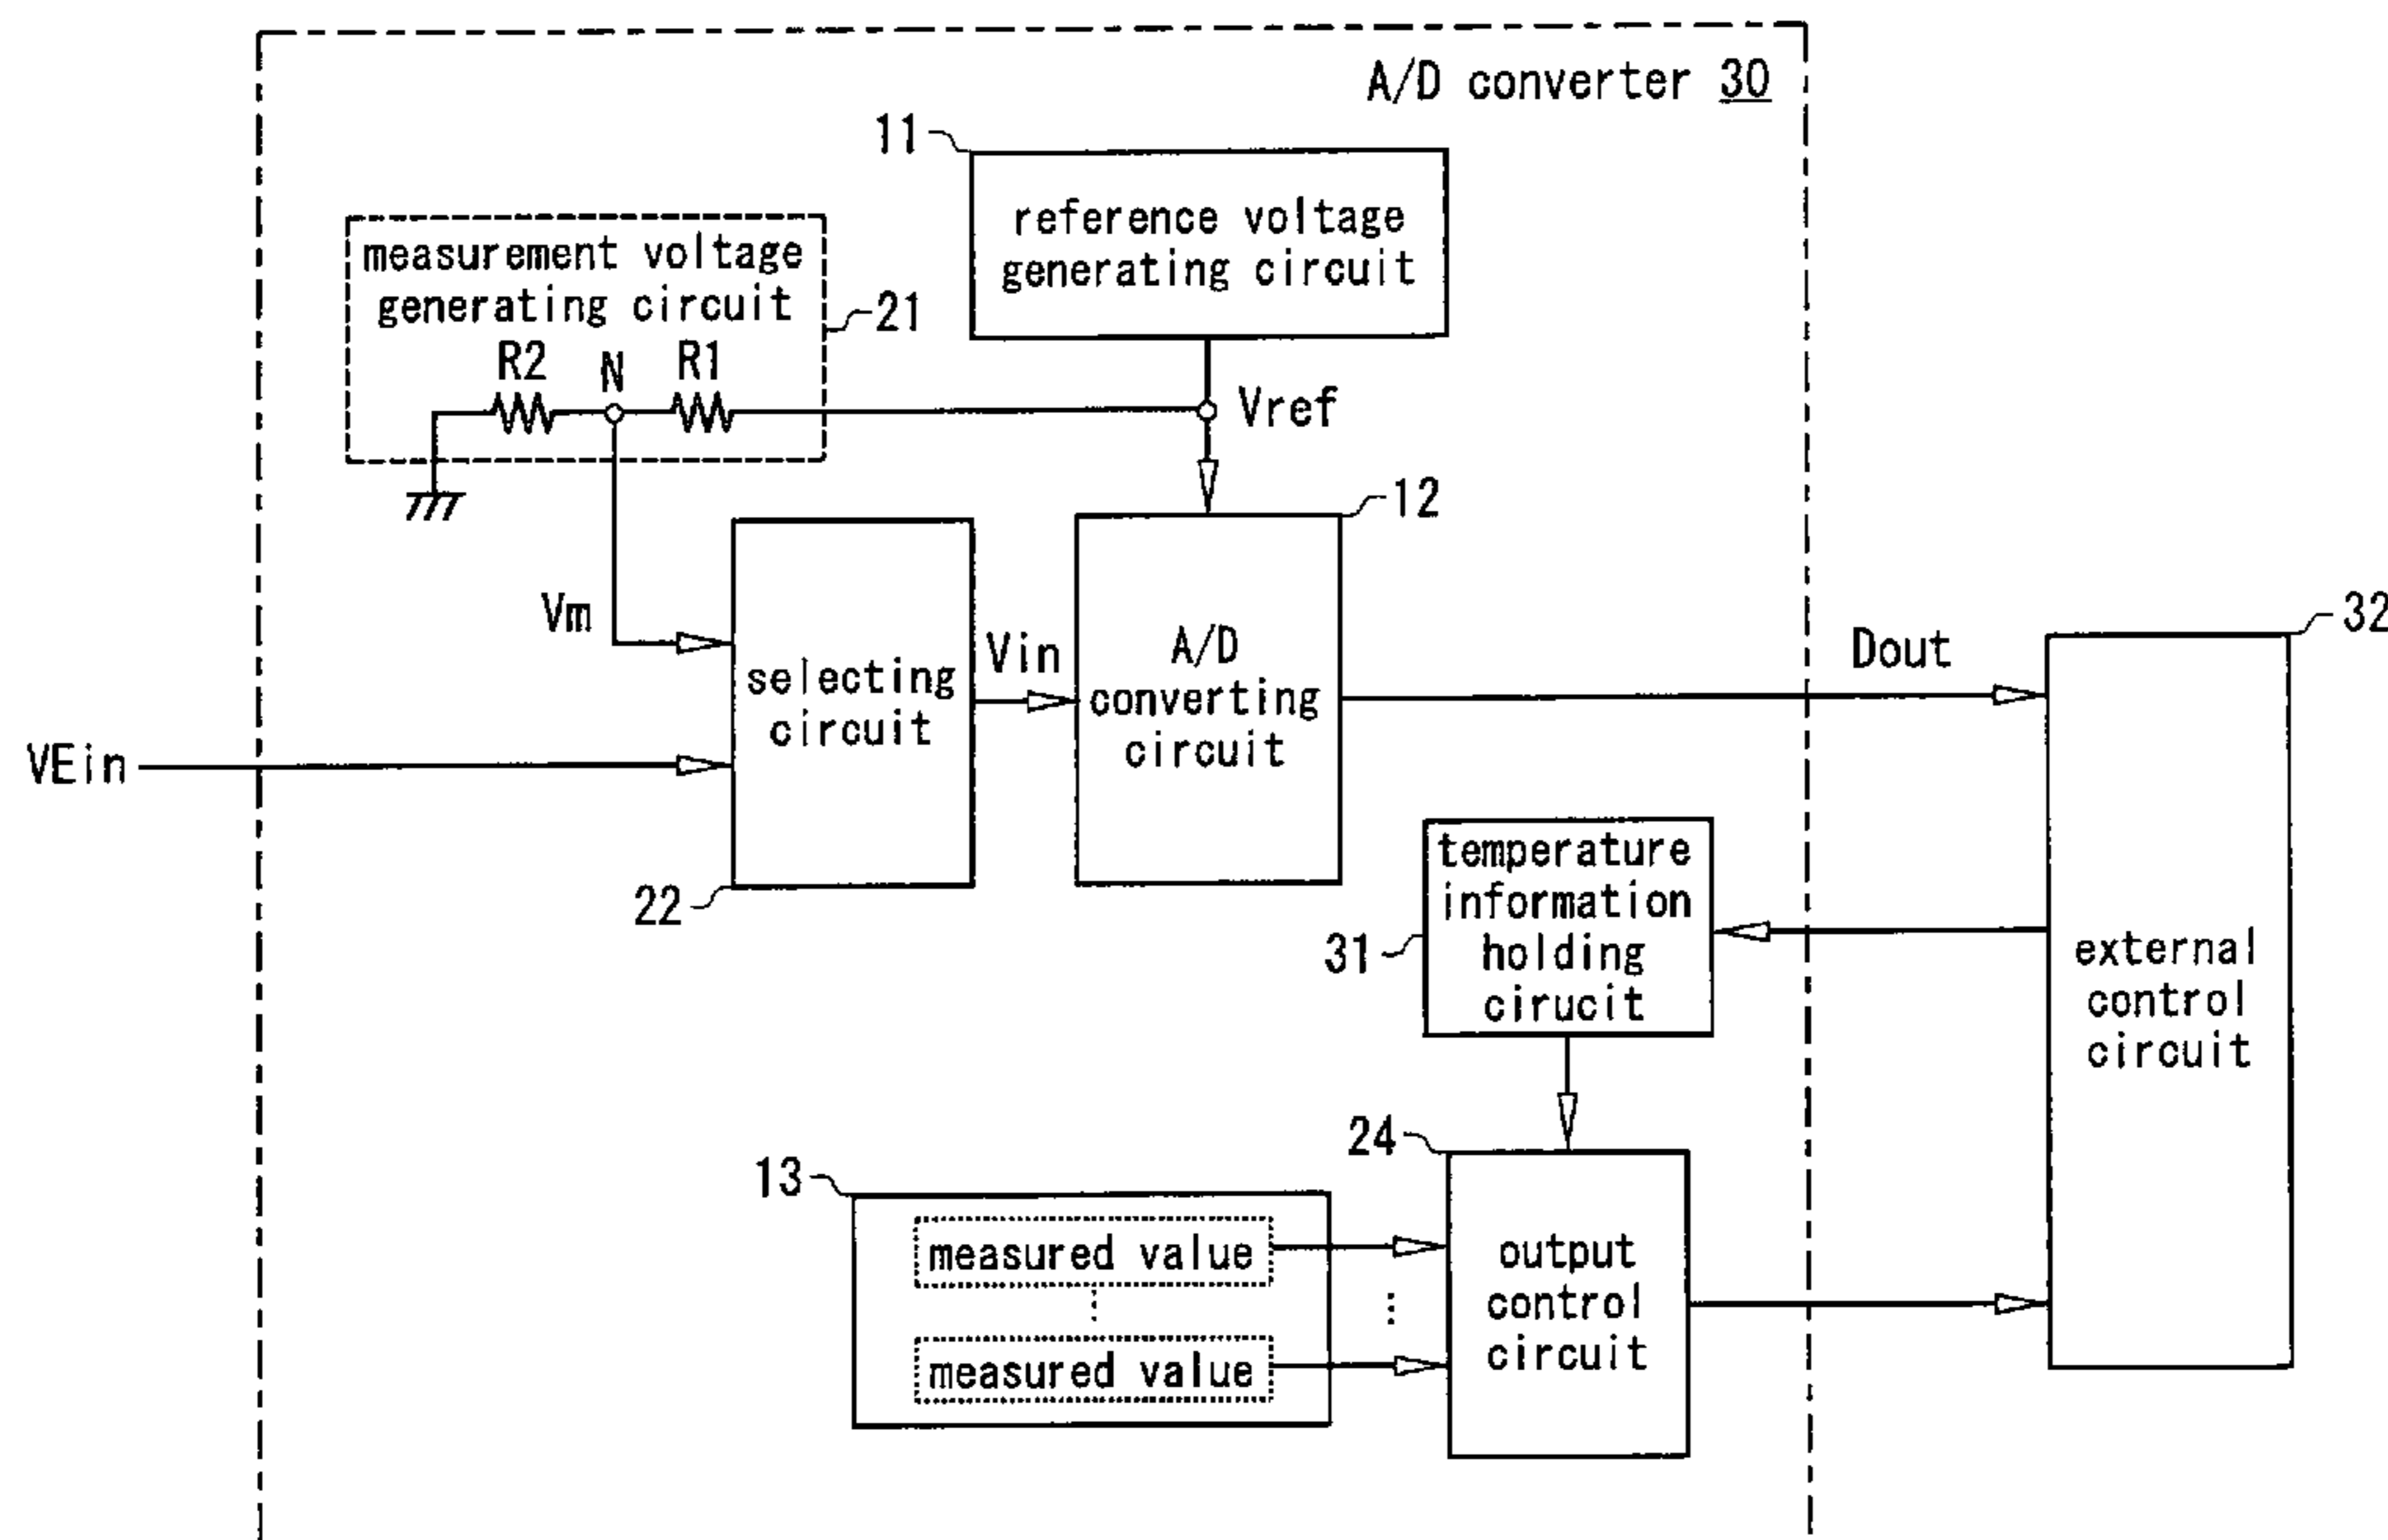 A/D converter 30
11
reference voltage
generating circuit
measurement voltage
generating circuit
21
R2
N
R1
Vref
12
Vm
selecting
circuit
Vin
A/D
converting
circuit
Dout
32
VEin
22
temperature
information
holding
cirucit
31
external
control
circuit
24
13
measured value
measured value
output
control
circuit